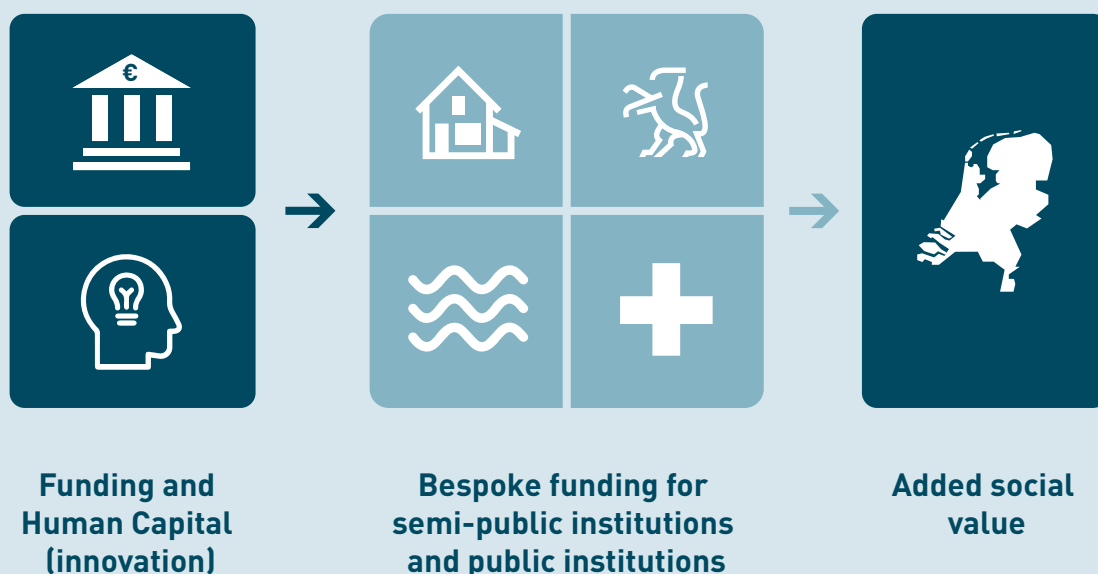 €
Funding and
Human Capital
(innovation)
Bespoke funding for
semi-public institutions
and public institutions
Added social
value